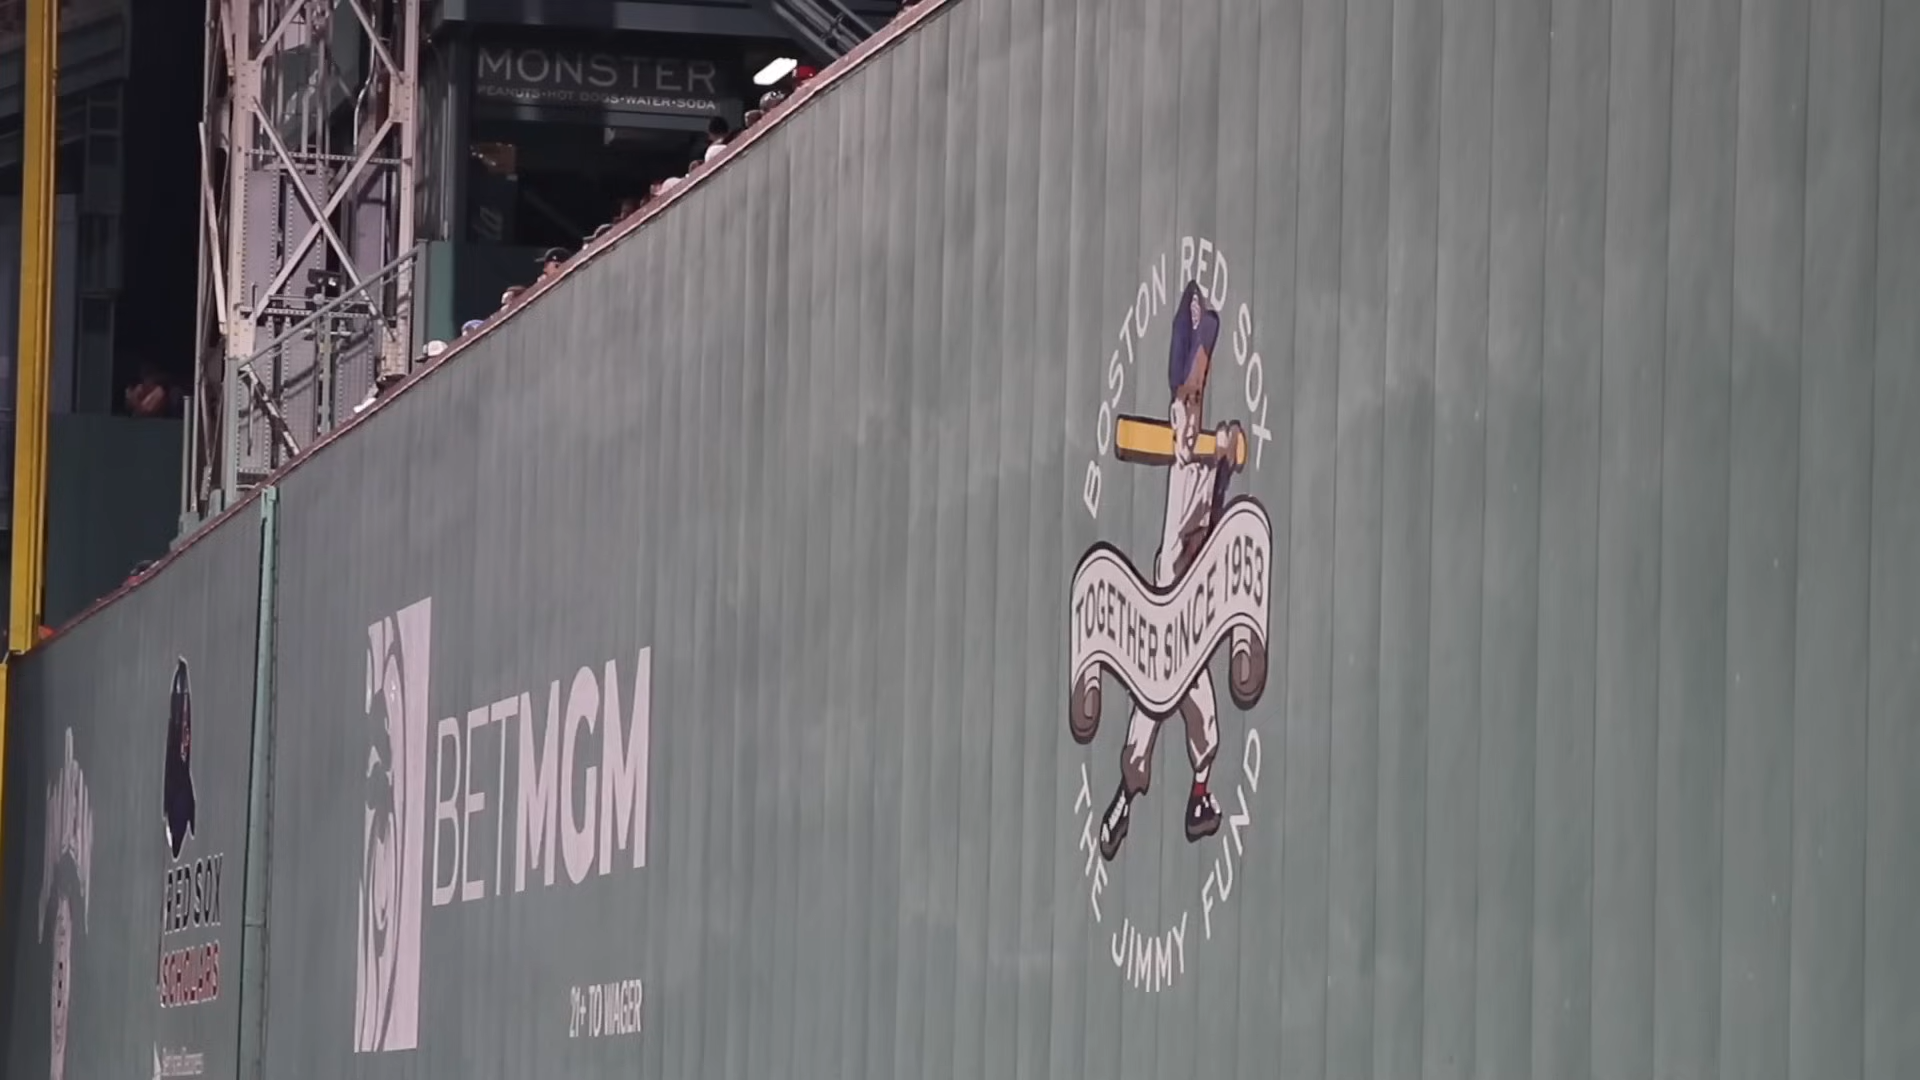 MONSTER
PEANUTS•HOT DOGS•WATER•SODA
BOSTON RED SOX
TOGETHER SINCE 1953
THE JIMMY FUND
BETMGM
21+ TO WAGER
RED SOX
SCHOLARS